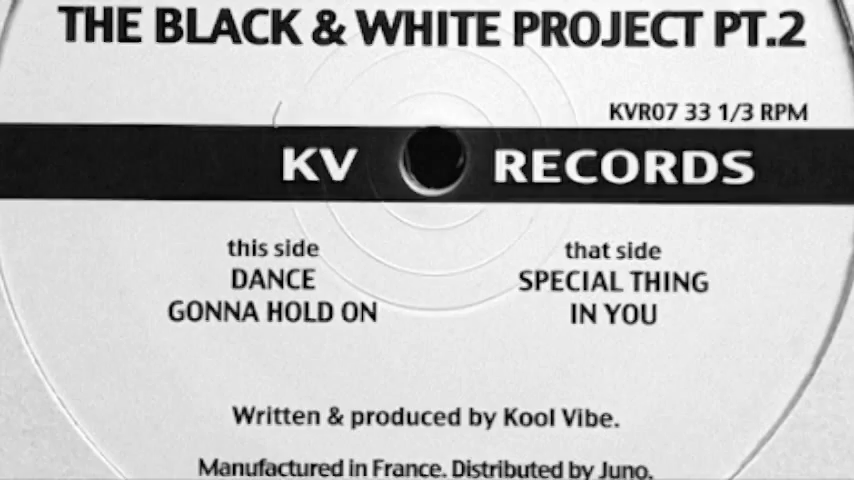 THE BLACK & WHITE PROJECT PT.2
KVR07 33 1/3 RPM
KV RECORDS
this side
DANCE
GONNA HOLD ON
that side
SPECIAL THING
IN YOU
Written & produced by Kool Vibe.
Manufactured in France. Distributed by Juno.